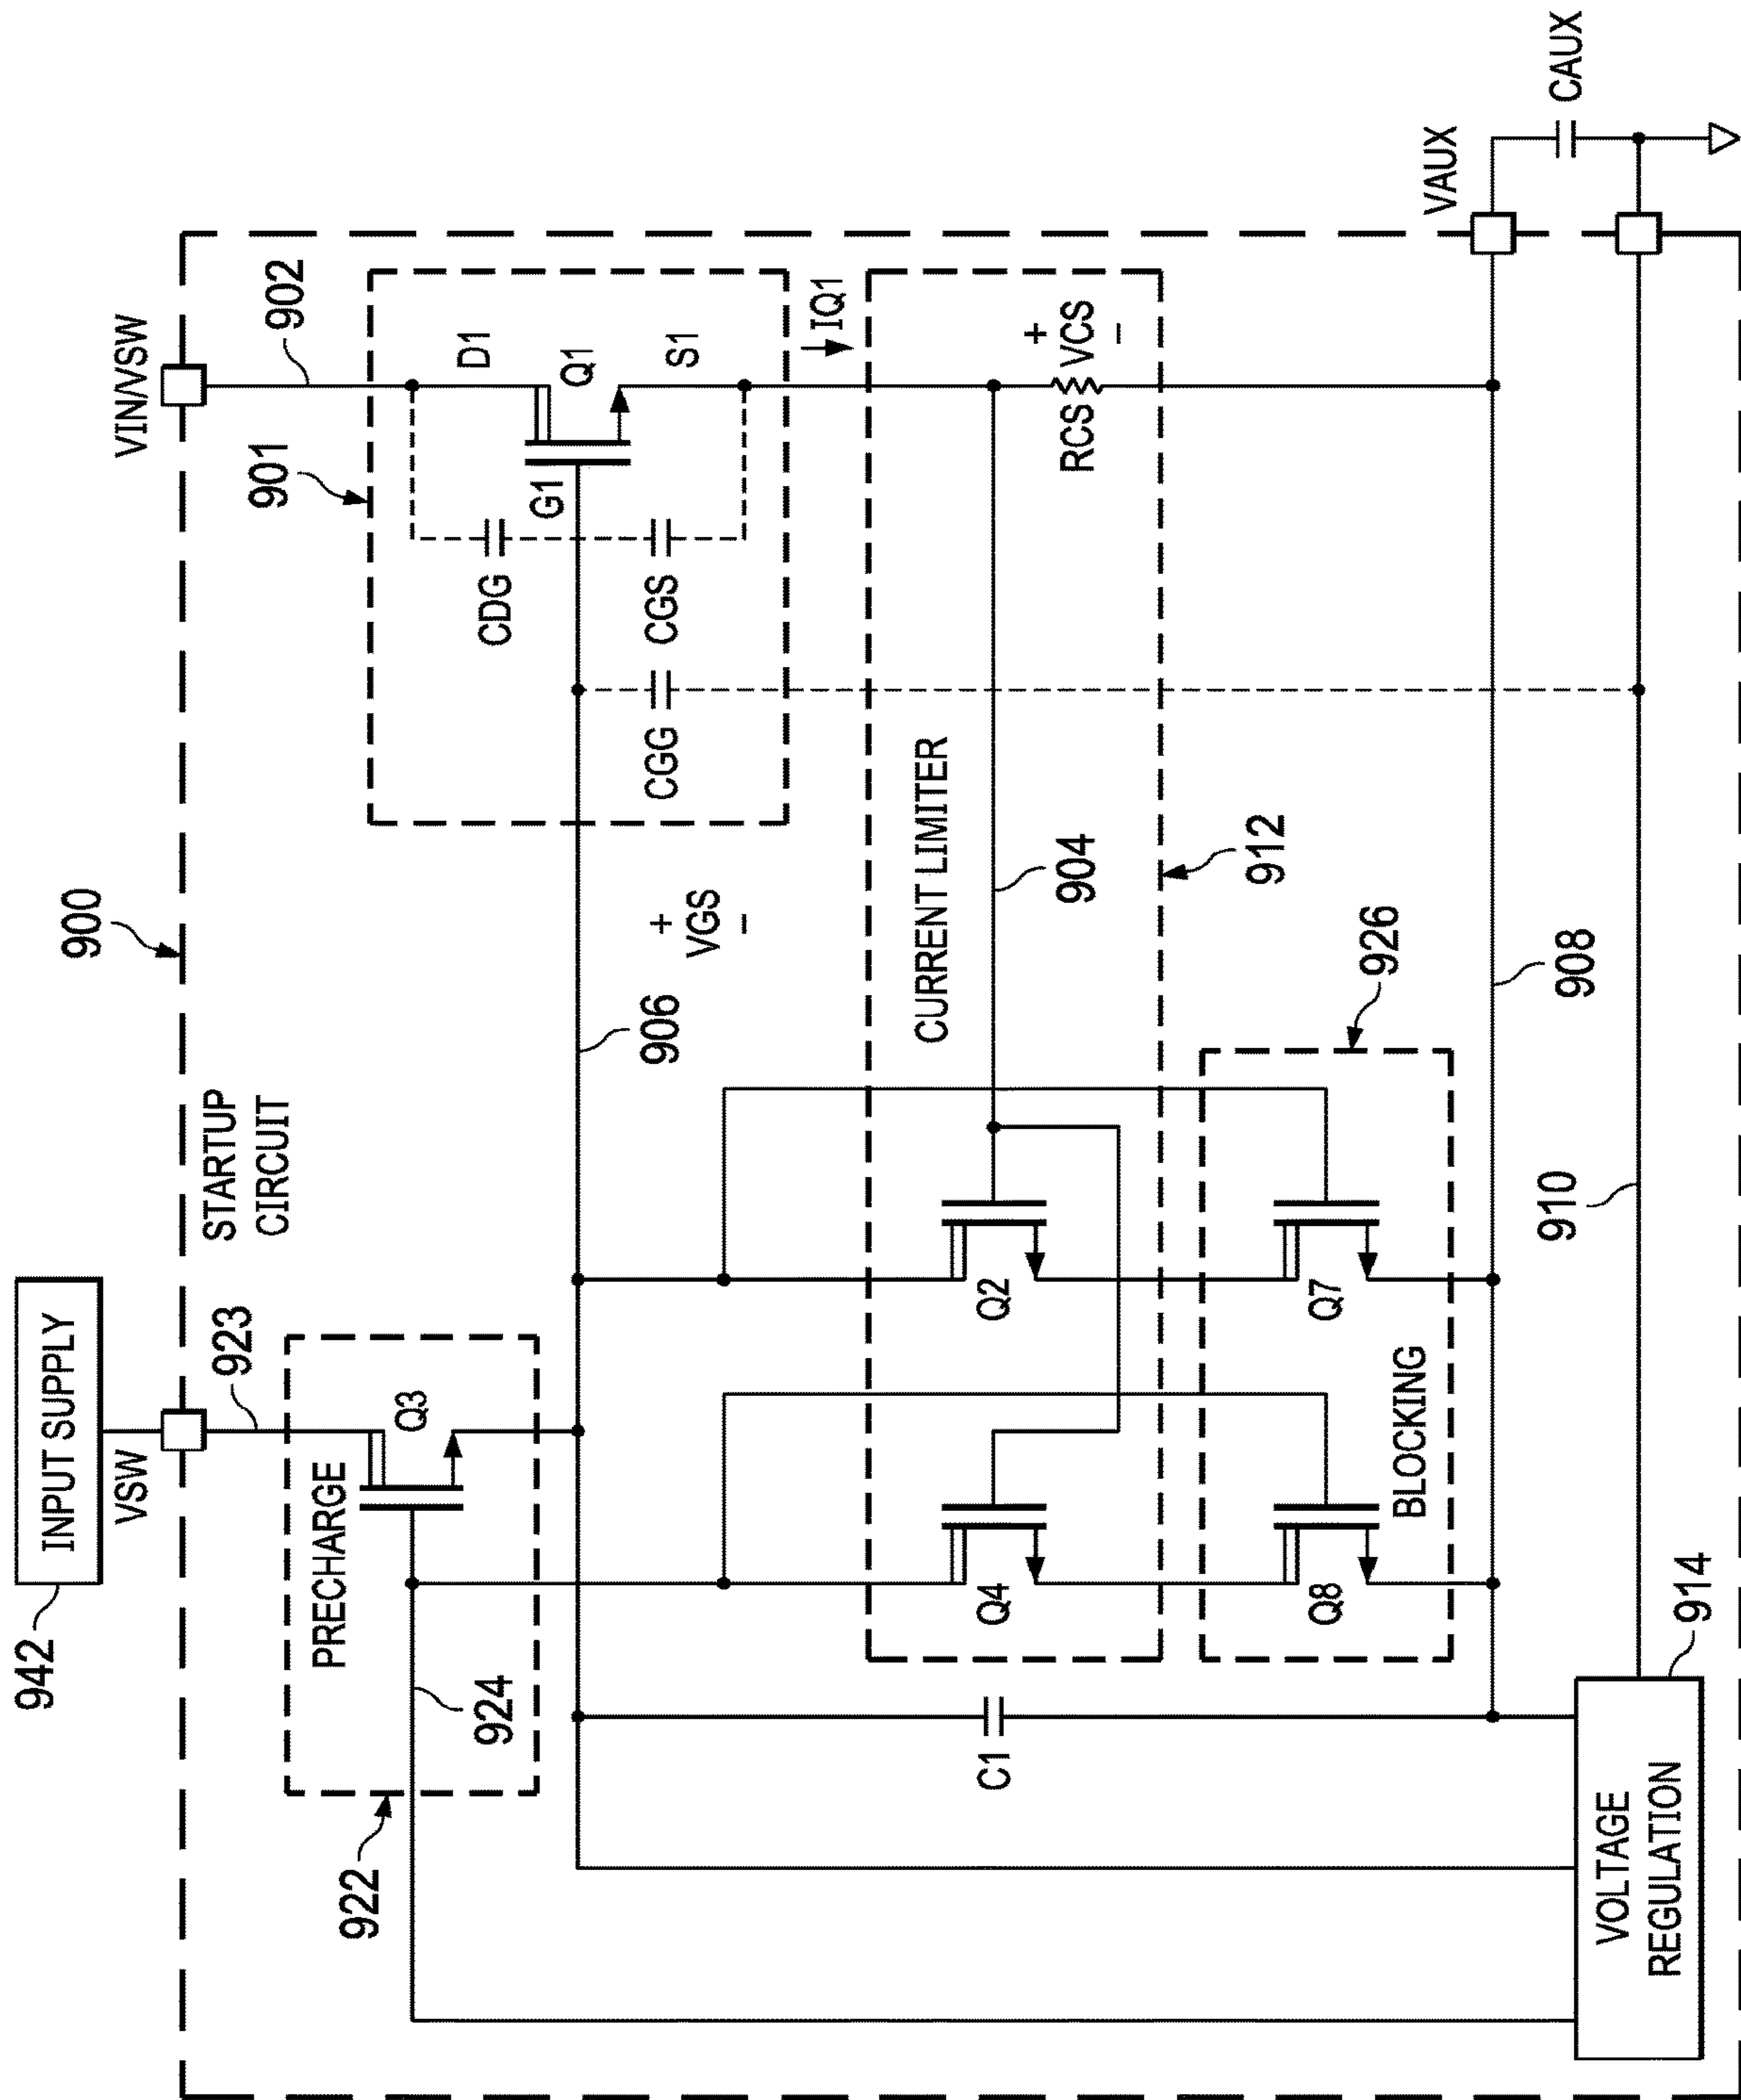 942
INPUT SUPPLY
VSW
923
900
STARTUP
CIRCUIT
VIN/VSW
902
901
922
PRECHARGE
Q3
924
D1
Q1
G1
S1
CDG
CGS
CGG
IQ1
906
+
VGS
-
CURRENT LIMITER
904
912
+
VCS
-
RCS
Q4
Q2
C1
926
BLOCKING
Q8
Q7
908
910
VAUX
CAUX
VOLTAGE
REGULATION
914